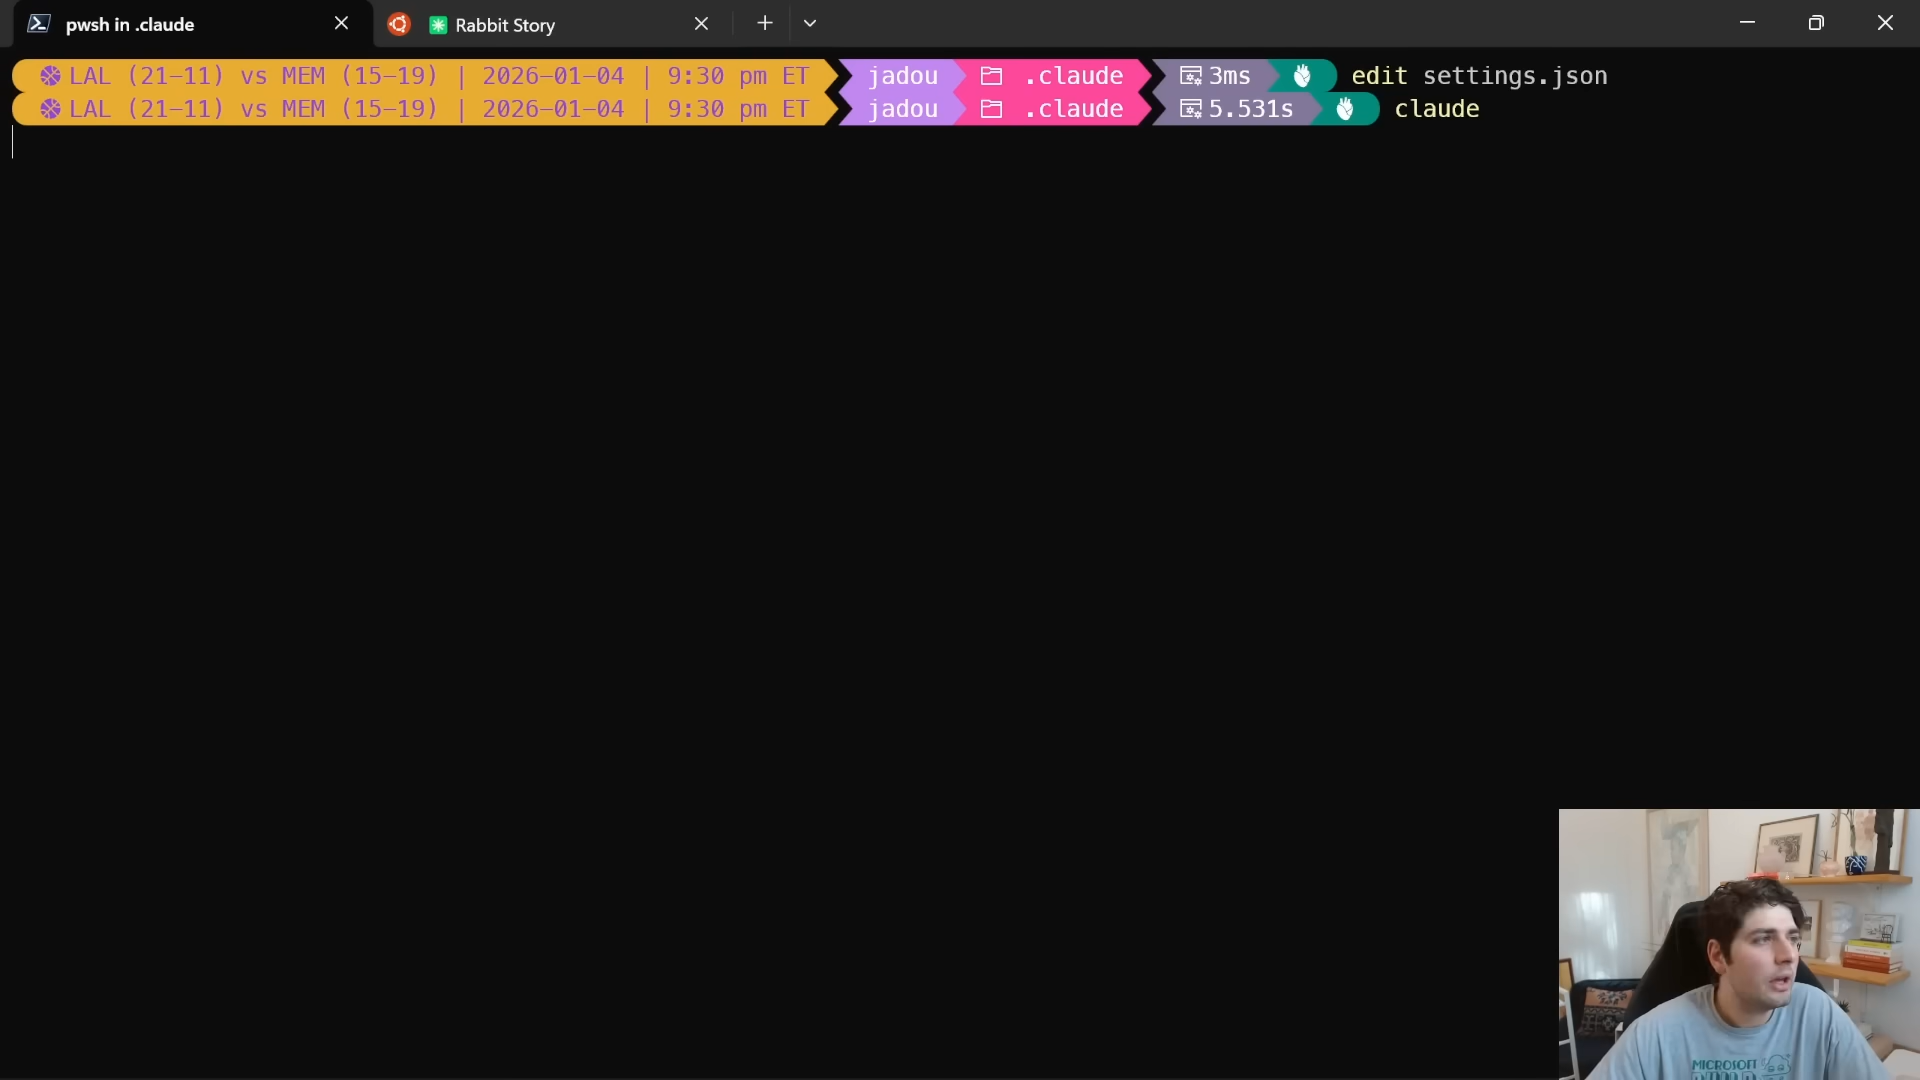 pwsh in .claude
Rabbit Story
LAL (21-11) vs MEM (15-19) | 2026-01-04 | 9:30 pm ET jadou .claude 3ms edit settings.json
LAL (21-11) vs MEM (15-19) | 2026-01-04 | 9:30 pm ET jadou .claude 5.531s claude
MICROSOFT